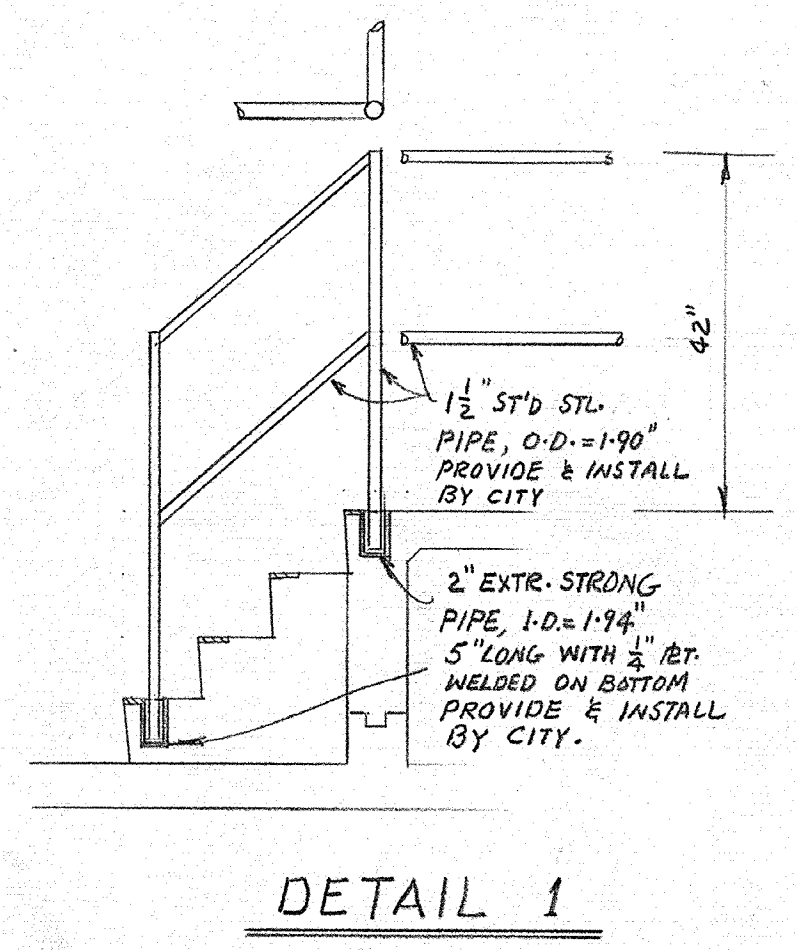 42"
1 1/2" ST'D STL.
PIPE, O.D. = 1.90"
PROVIDE & INSTALL
BY CITY
2" EXTR. STRONG
PIPE, I.D. = 1.94"
5" LONG WITH 1/4" PLT.
WELDED ON BOTTOM
PROVIDE & INSTALL
BY CITY.
DETAIL 1